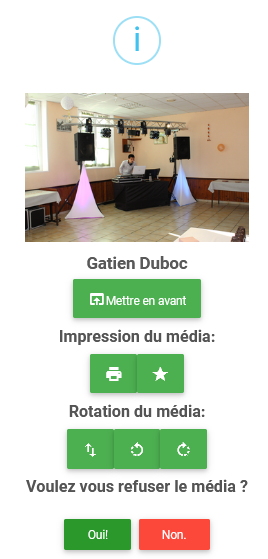 Gatien Duboc
Mettre en avant
Impression du média:
Rotation du média:
Voulez vous refuser le média ?
Oui!
Non.